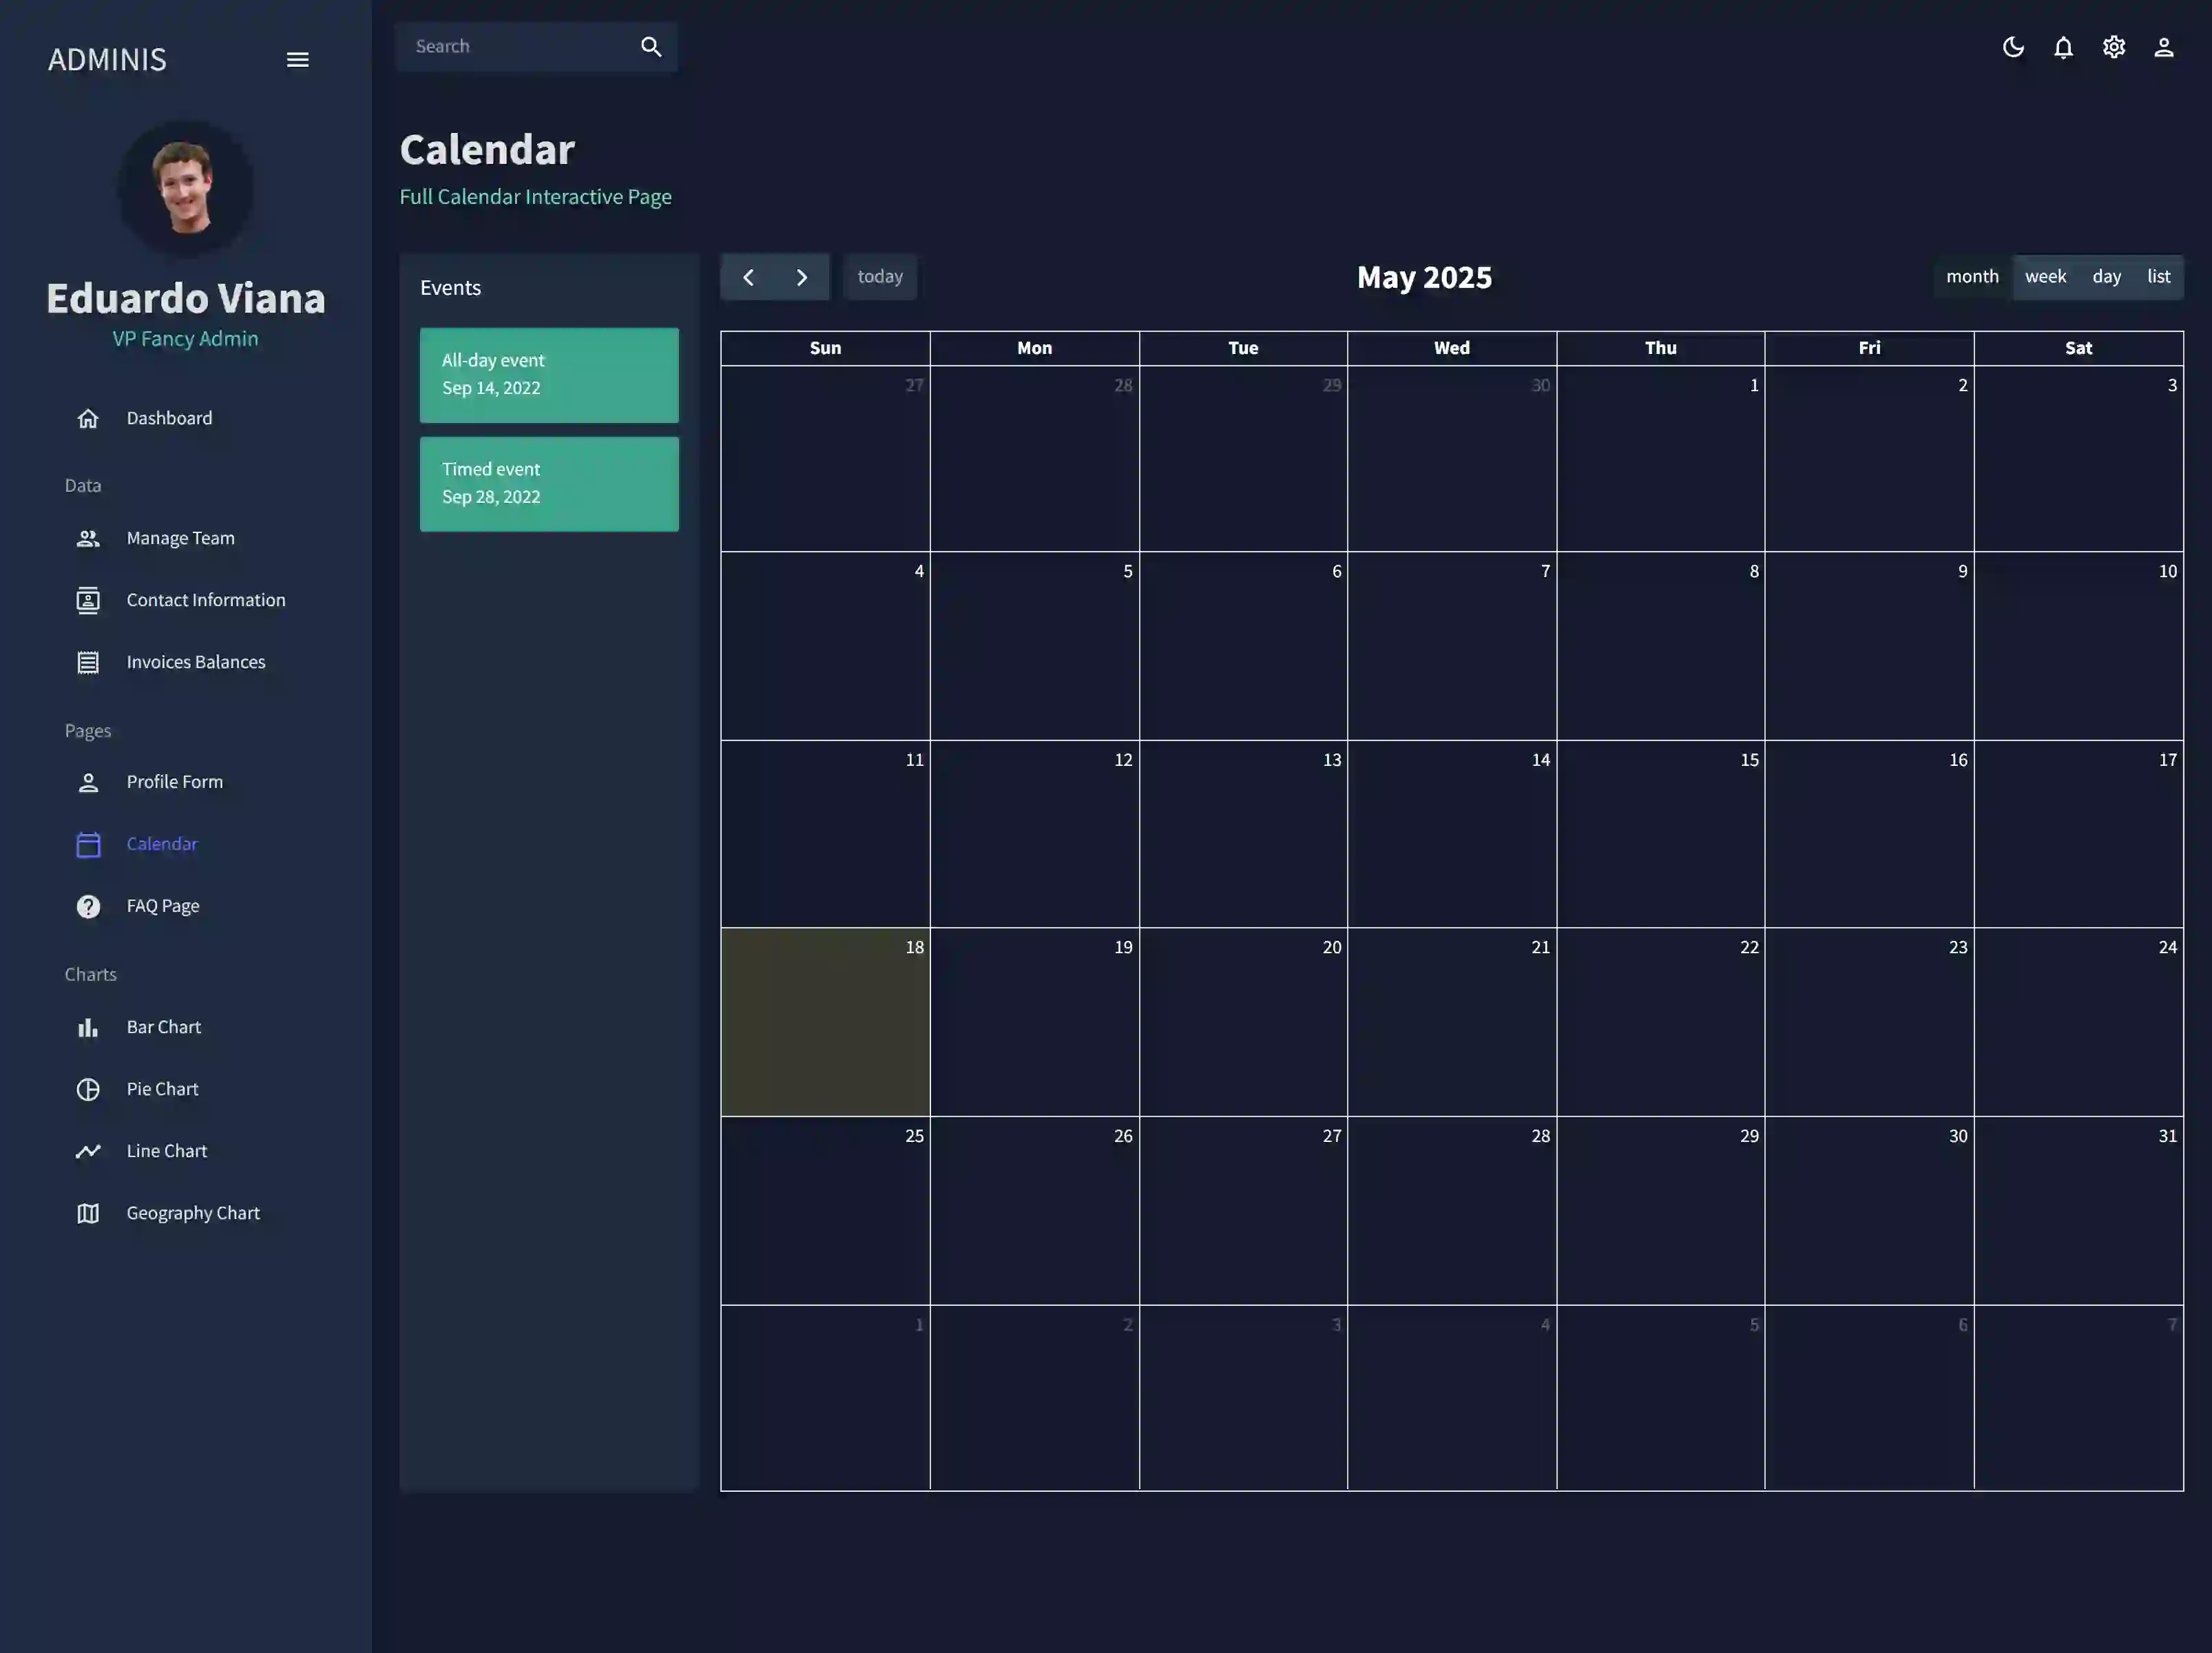 ADMINIS
Eduardo Viana
VP Fancy Admin
Dashboard
Data
Manage Team
Contact Information
Invoices Balances
Pages
Profile Form
Calendar
FAQ Page
Charts
Bar Chart
Pie Chart
Line Chart
Geography Chart
Search
Calendar
Full Calendar Interactive Page
Events
All-day event
Sep 14, 2022
Timed event
Sep 28, 2022
today
May 2025
month week day list
Sun Mon Tue Wed Thu Fri Sat
27 28 29 30 1 2 3
4 5 6 7 8 9 10
11 12 13 14 15 16 17
18 19 20 21 22 23 24
25 26 27 28 29 30 31
1 2 3 4 5 6 7